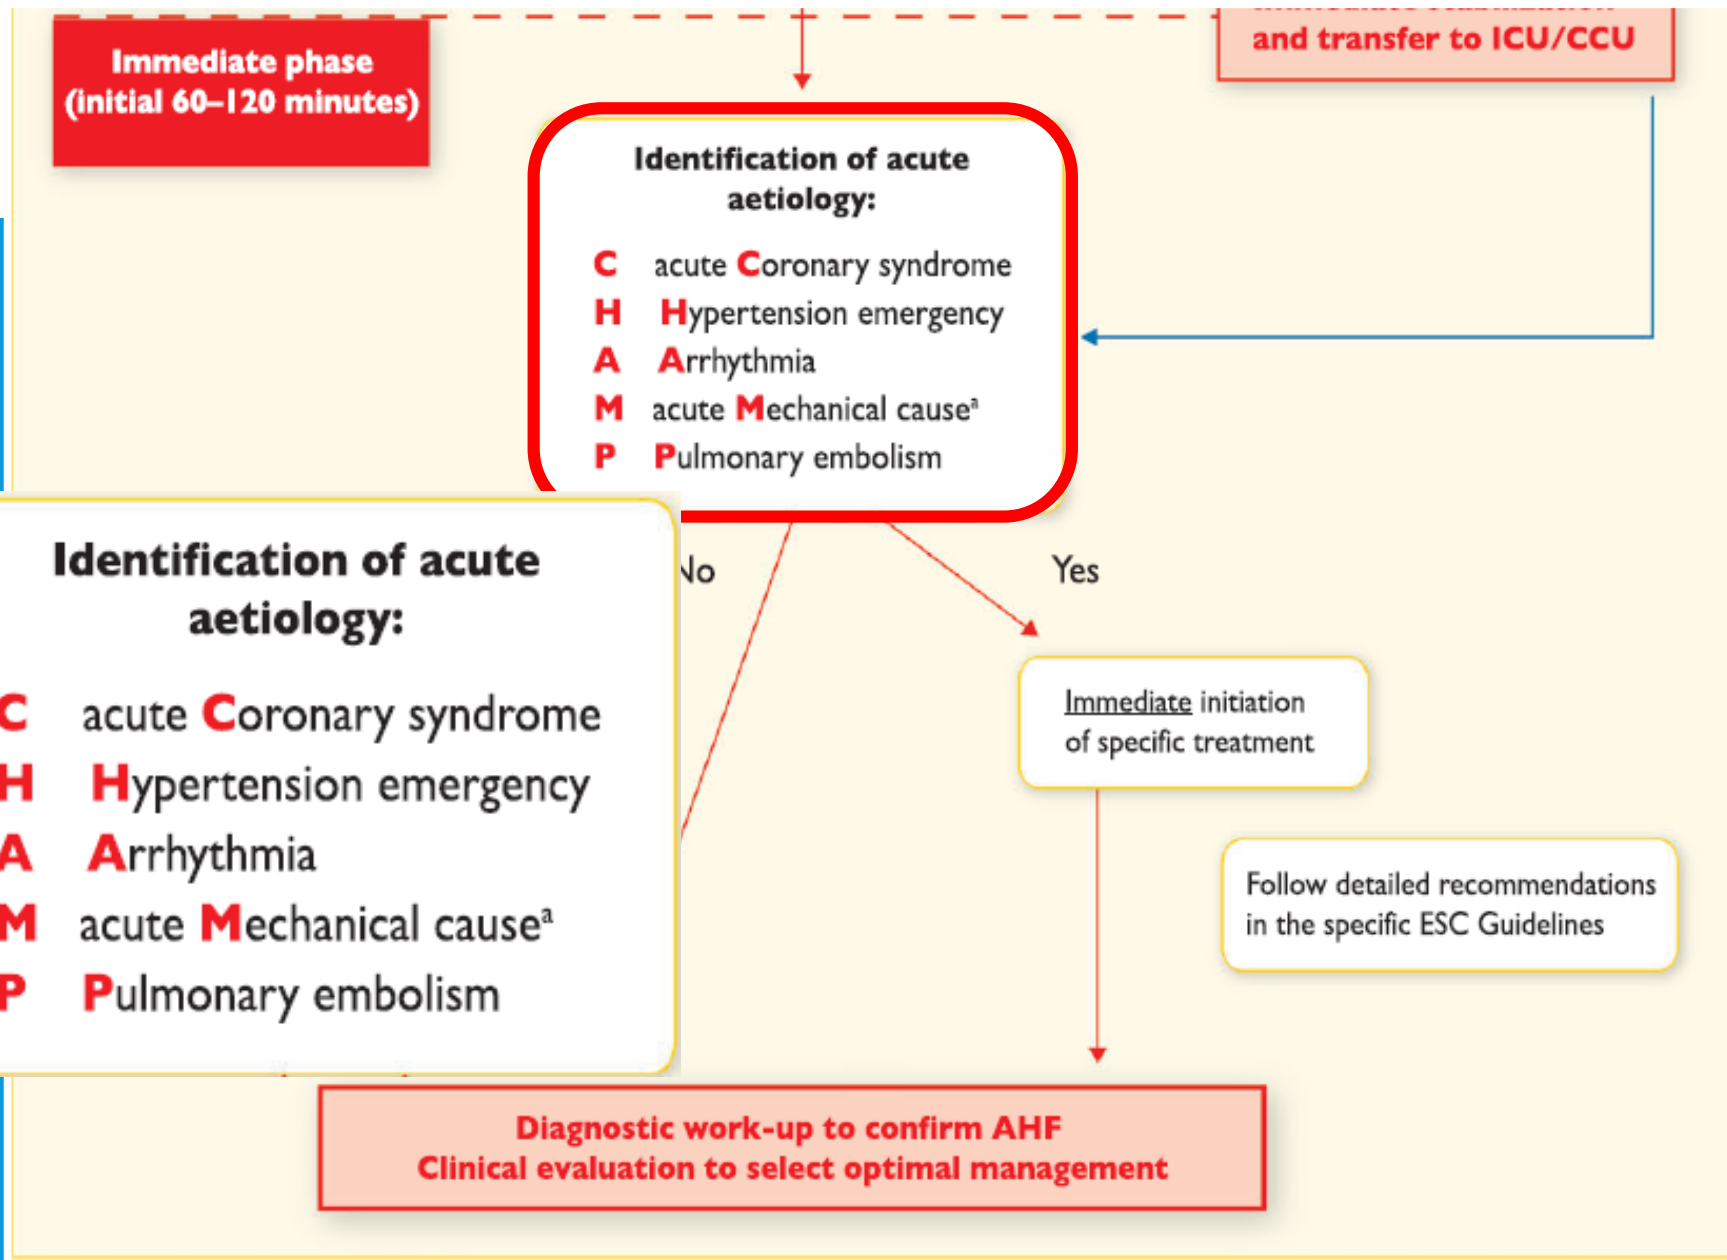 and transfer to ICU/CCU
Immediate phase
(initial 60–120 minutes)
Identification of acute
aetiology:
C acute Coronary syndrome
H Hypertension emergency
A Arrhythmia
M acute Mechanical causeᵃ
P Pulmonary embolism
No
Yes
Identification of acute
aetiology:
C acute Coronary syndrome
H Hypertension emergency
A Arrhythmia
M acute Mechanical causeᵃ
P Pulmonary embolism
Immediate initiation
of specific treatment
Follow detailed recommendations
in the specific ESC Guidelines
Diagnostic work-up to confirm AHF
Clinical evaluation to select optimal management